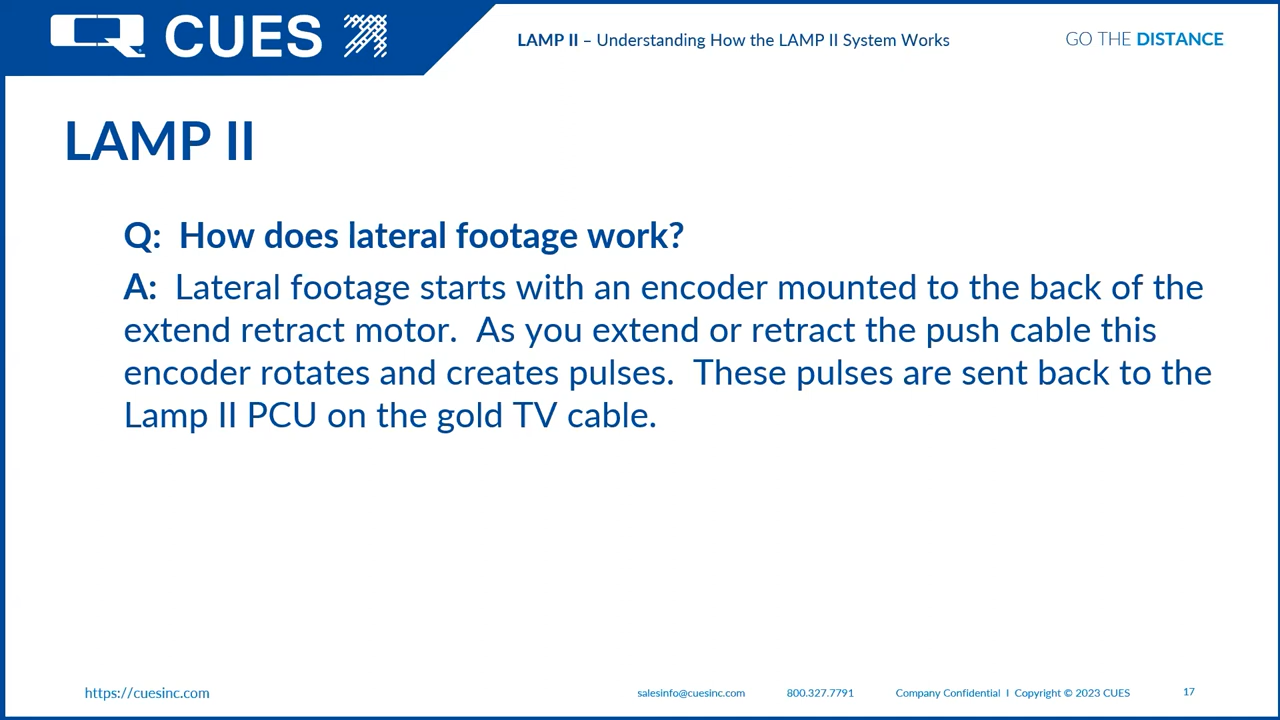 CUES
LAMP II – Understanding How the LAMP II System Works
GO THE DISTANCE
LAMP II
Q:  How does lateral footage work?
A:  Lateral footage starts with an encoder mounted to the back of the
extend retract motor.  As you extend or retract the push cable this
encoder rotates and creates pulses.  These pulses are sent back to the
Lamp II PCU on the gold TV cable.
https://cuesinc.com
salesinfo@cuesinc.com
800.327.7791
Company Confidential I Copyright © 2023 CUES
17